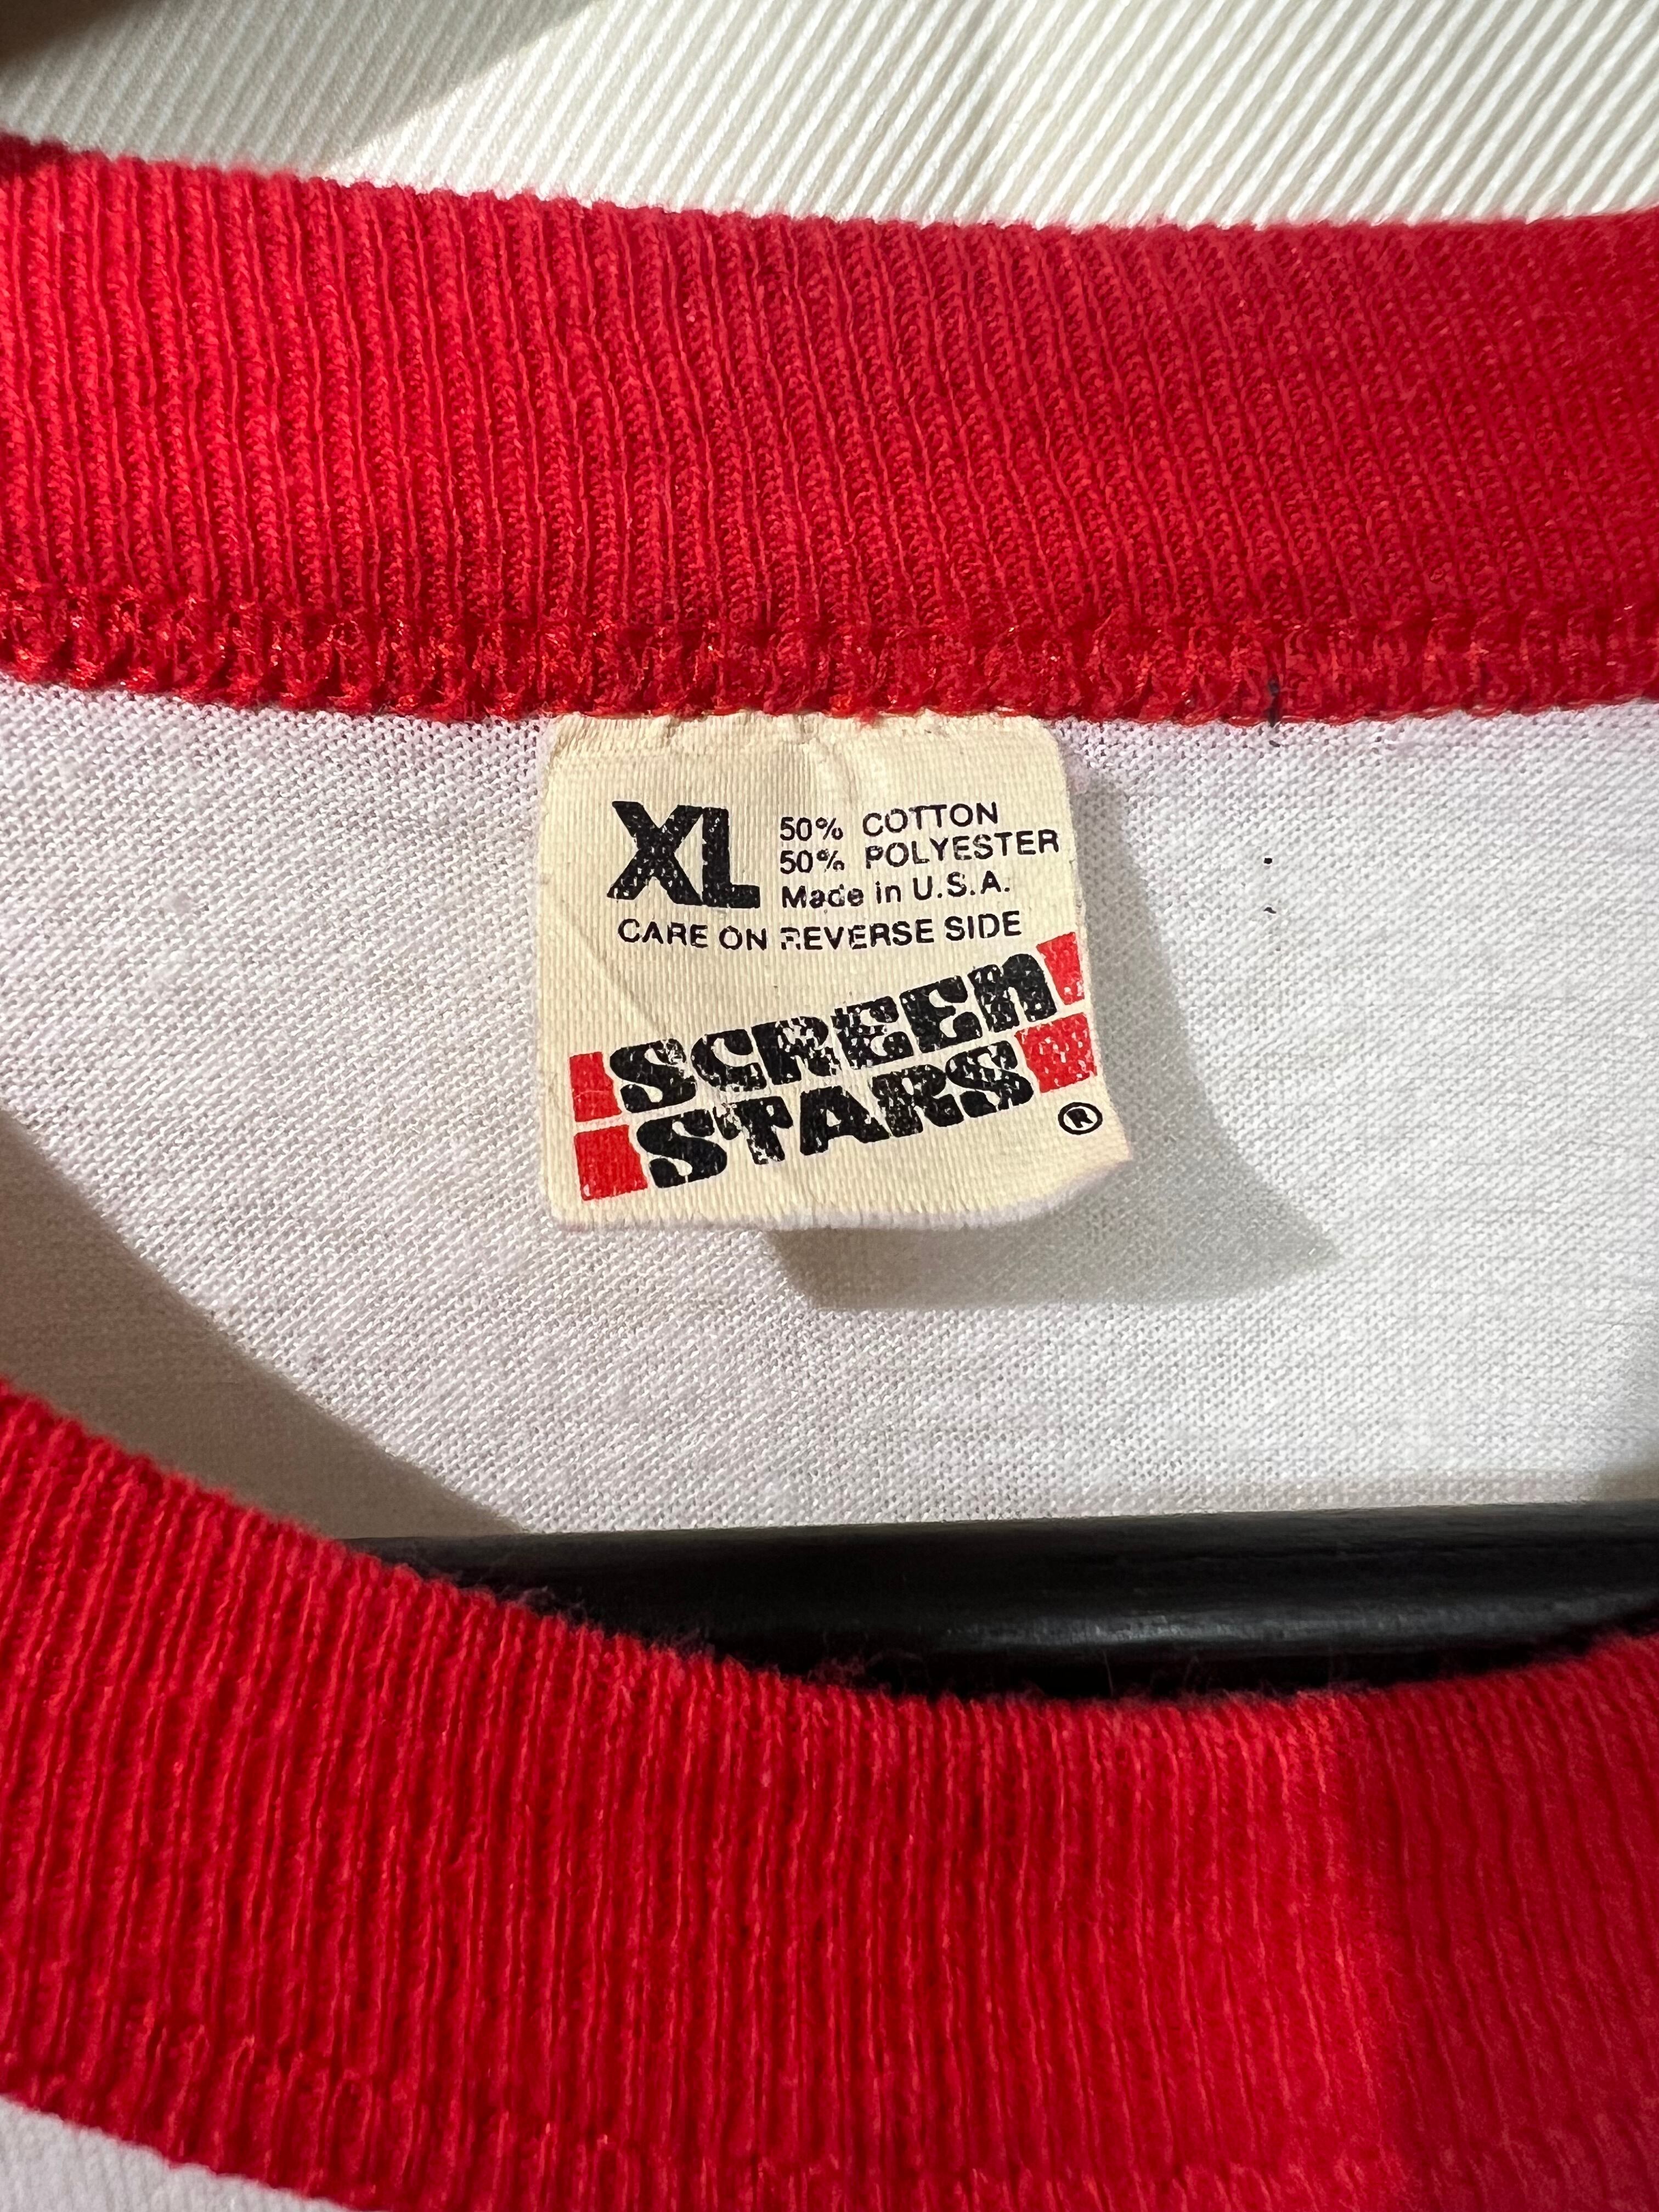 XL
50% COTTON
50% POLYESTER
Made in U.S.A.
CARE ON REVERSE SIDE
SCREEN
STARS
®